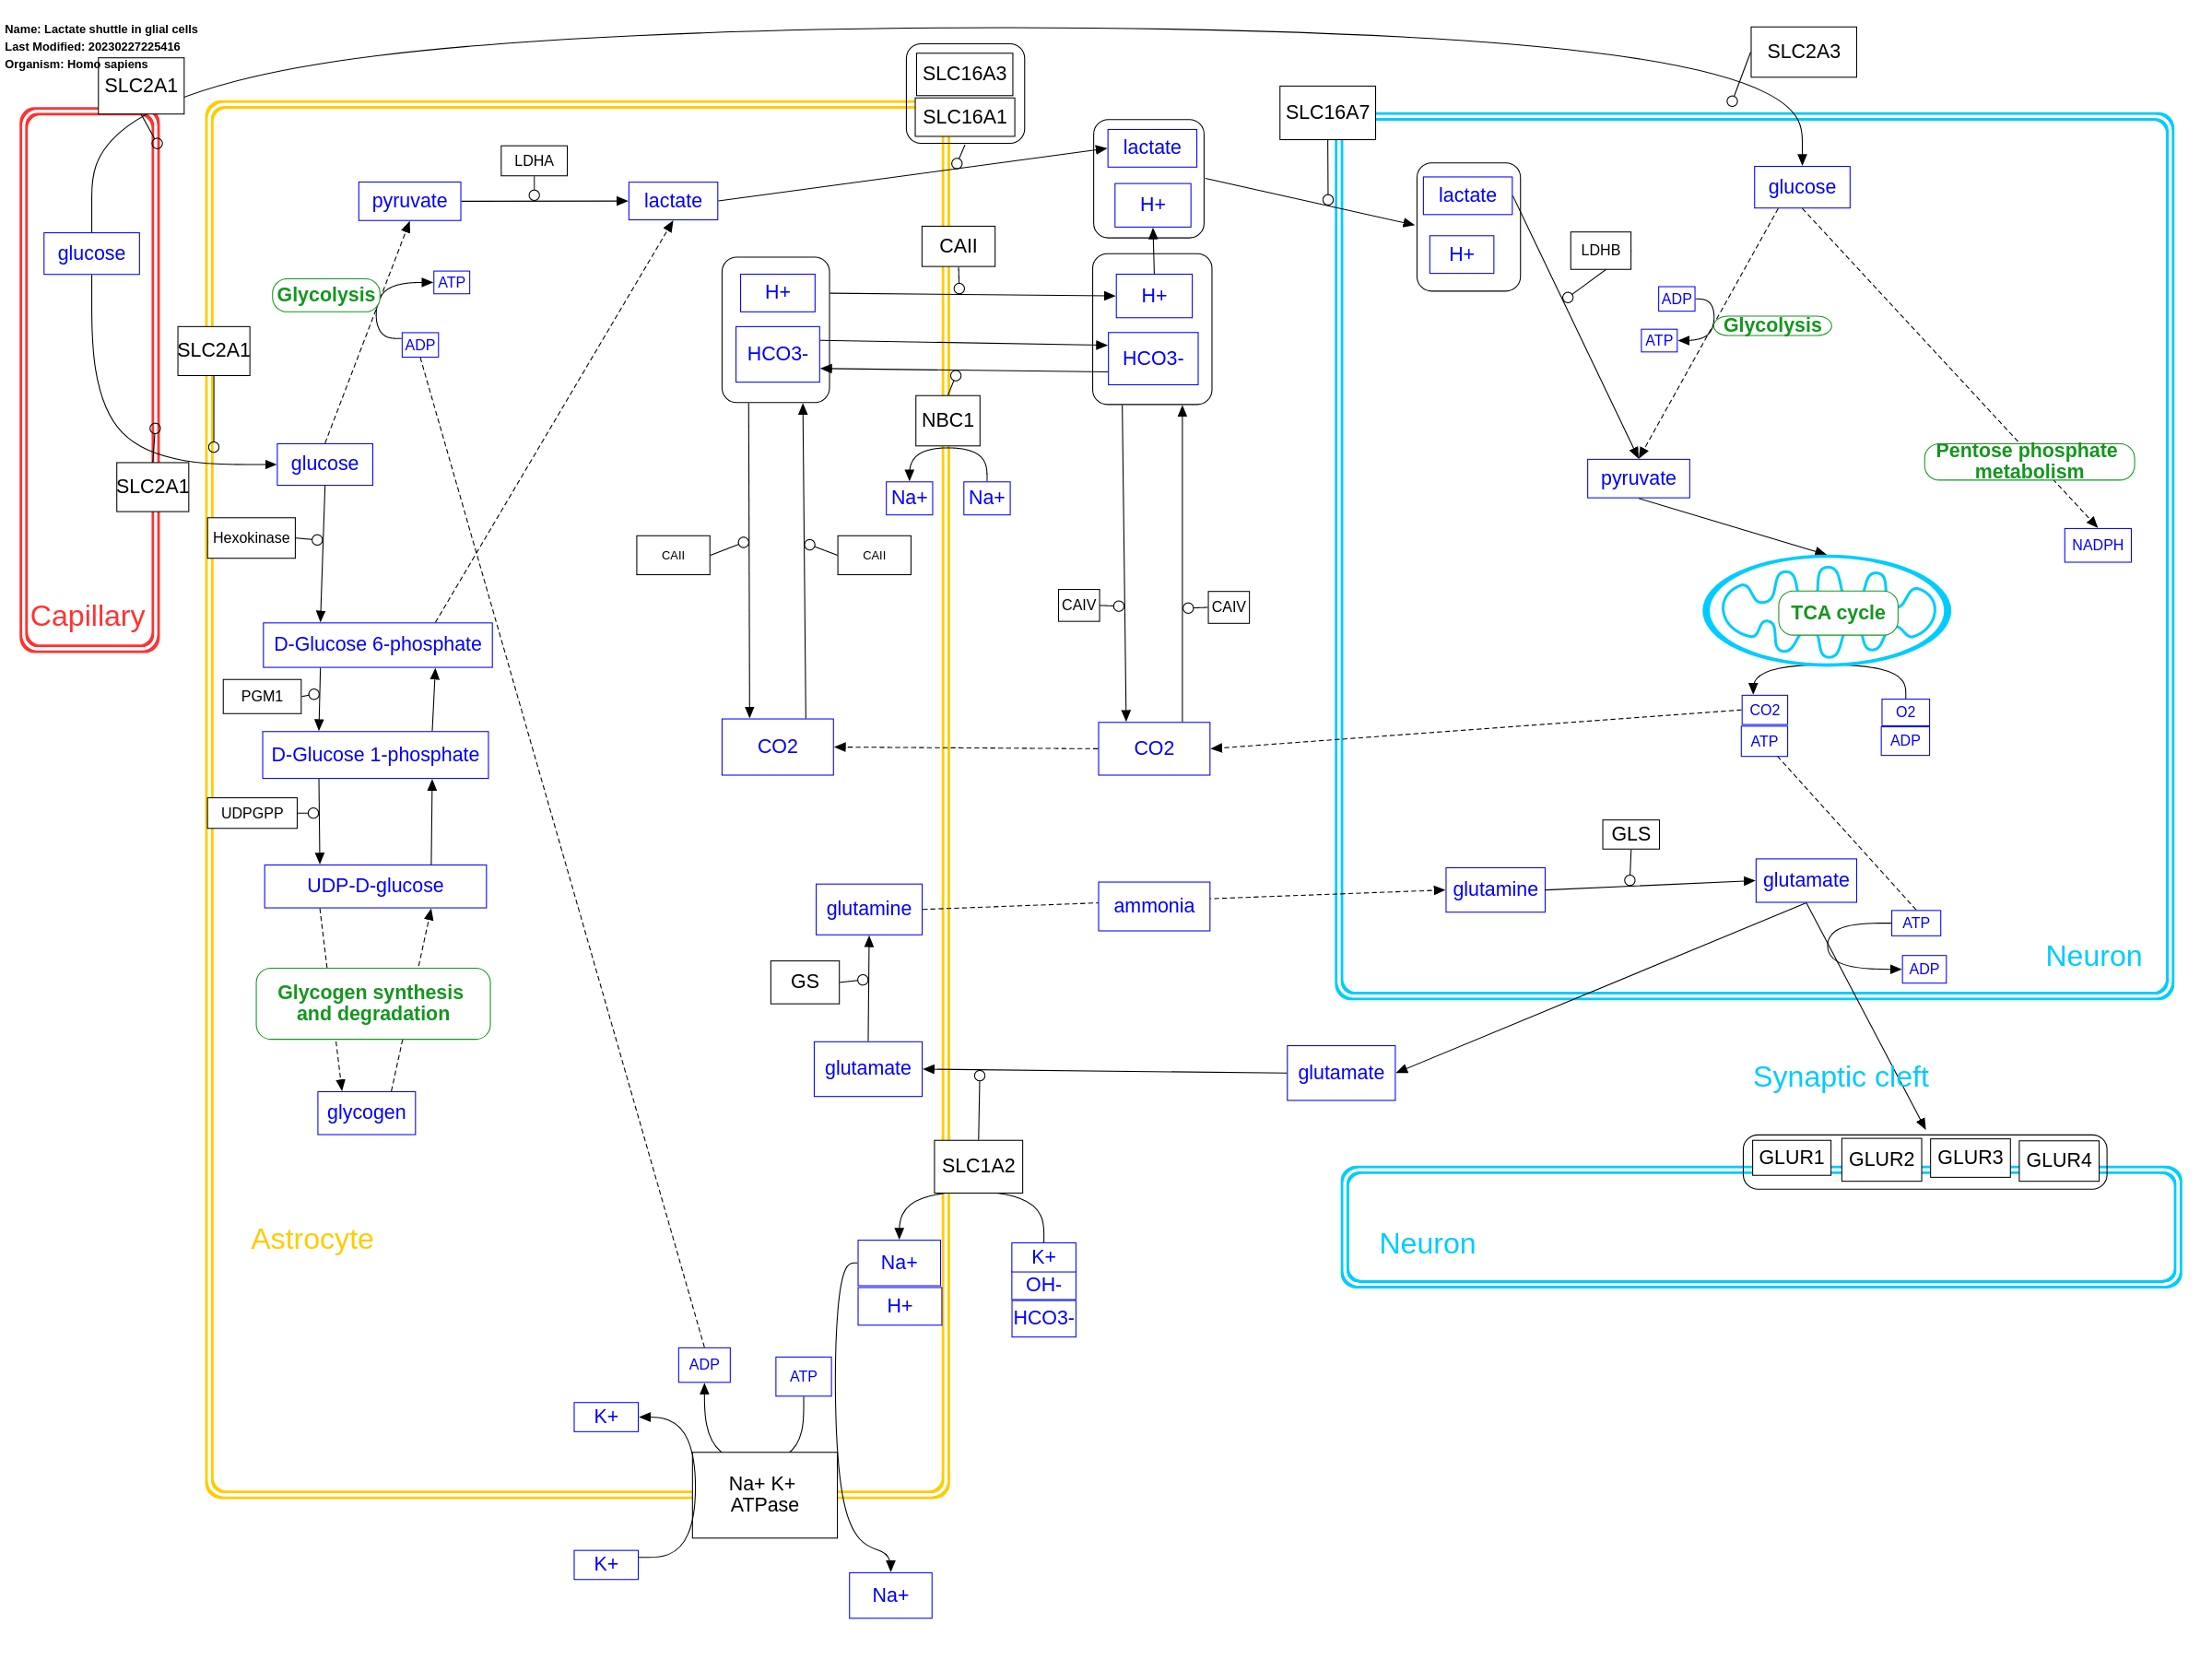 Name: Lactate shuttle in glial cells
Last Modified: 20230227225416
Organism: Homo sapiens
SLC2A1
SLC16A3
SLC16A1
SLC2A3
SLC16A7
LDHA
pyruvate
lactate
lactate
H+
lactate
H+
glucose
glucose
CAII
LDHB
Glycolysis
ATP
ADP
H+
HCO3-
H+
HCO3-
ADP
ATP
Glycolysis
SLC2A1
NBC1
Na+
Na+
glucose
SLC2A1
pyruvate
Pentose phosphate
metabolism
NADPH
Hexokinase
CAII
CAII
CAIV
CAIV
Capillary
TCA cycle
D-Glucose 6-phosphate
PGM1
D-Glucose 1-phosphate
CO2
CO2
CO2
ATP
O2
ADP
UDPGPP
UDP-D-glucose
GLS
glutamine
ammonia
glutamine
glutamate
ATP
ADP
Neuron
GS
Glycogen synthesis
and degradation
glutamate
glutamate
Synaptic cleft
glycogen
SLC1A2
GLUR1
GLUR2
GLUR3
GLUR4
Astrocyte
Neuron
Na+
H+
K+
OH-
HCO3-
ADP
ATP
K+
Na+ K+
ATPase
K+
Na+